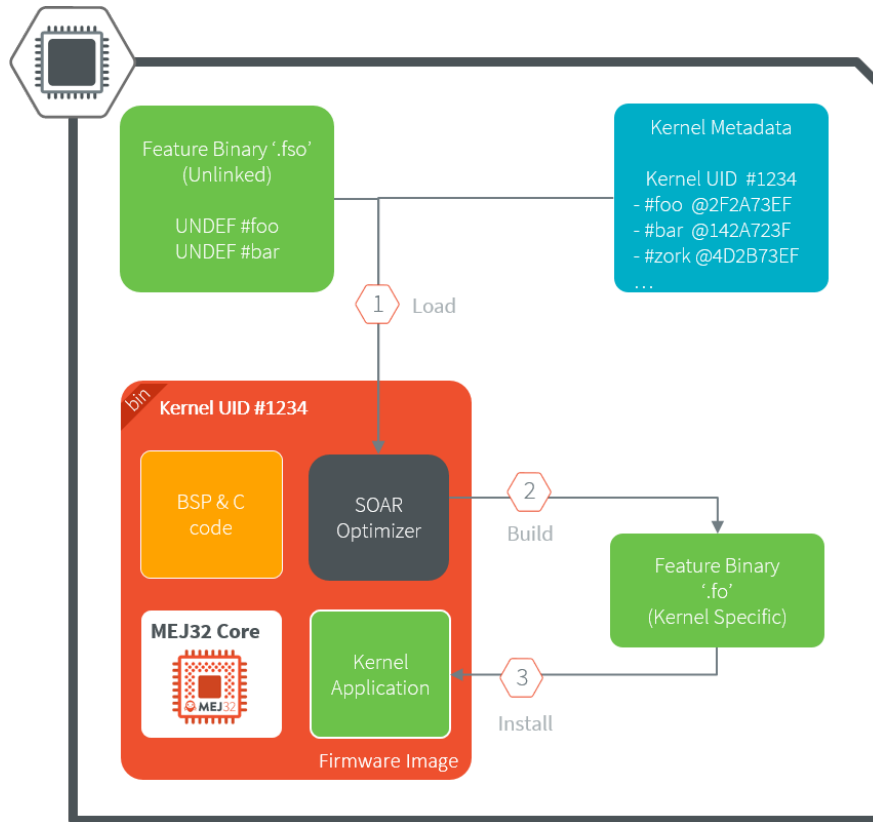 Feature Binary ‘.fso’
(Unlinked)
UNDEF #foo
UNDEF #bar
Kernel Metadata
Kernel UID #1234
- #foo @2F2A73EF
- #bar @142A723F
- #zork @4D2B73EF
...
1
Load
bin
Kernel UID #1234
BSP & C
code
SOAR
Optimizer
2
Build
Feature Binary
‘.fo’
(Kernel Specific)
MEJ32 Core
MEJ32
Kernel
Application
3
Install
Firmware Image